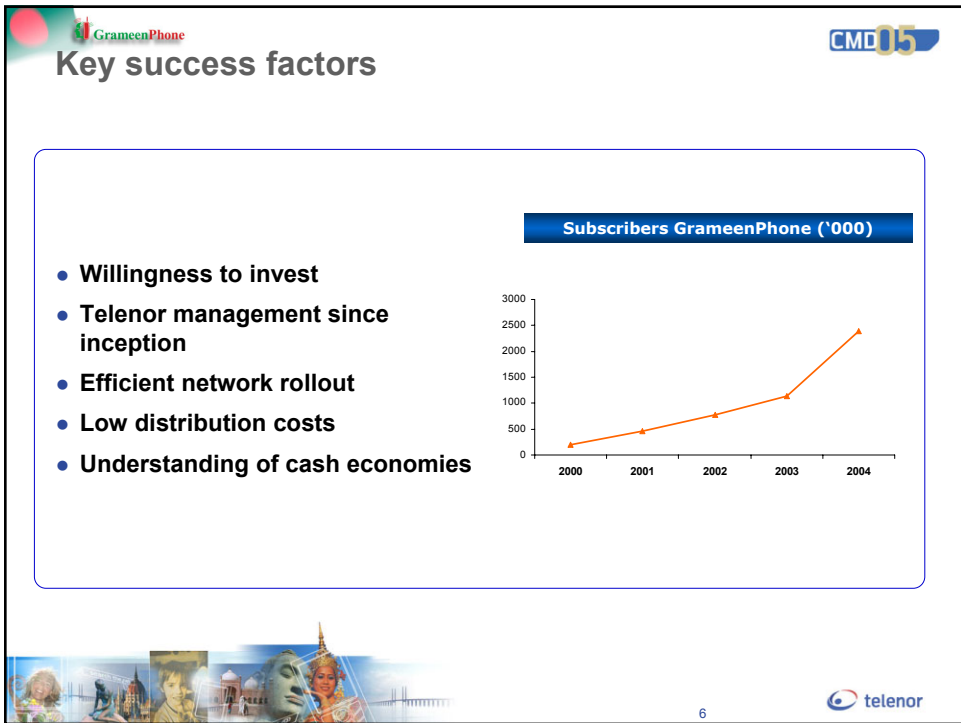 GrameenPhone
CMD05
Key success factors
Subscribers GrameenPhone (‘000)
● Willingness to invest
● Telenor management since
inception
● Efficient network rollout
● Low distribution costs
● Understanding of cash economies
3000
2500
2000
1500
1000
500
0
2000 2001 2002 2003 2004
6
telenor